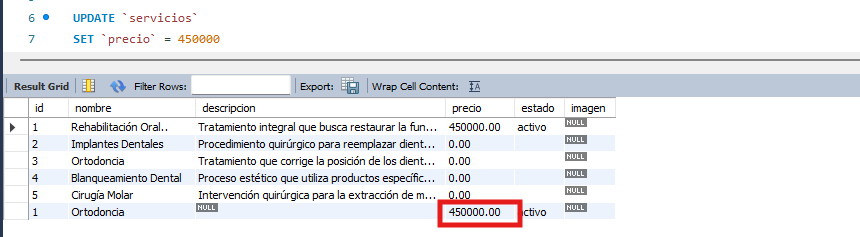 6 UPDATE `servicios`
7 SET `precio` = 450000
Result Grid Filter Rows: Export: Wrap Cell Content: IA
id nombre descripcion precio estado imagen
1 Rehabilitación Oral.. Tratamiento integral que busca restaurar la fun... 450000.00 activo NULL
2 Implantes Dentales Procedimiento quirúrgico para reemplazar dient... 0.00 NULL
3 Ortodoncia Tratamiento que corrige la posición de los dient... 0.00 NULL
4 Blanqueamiento Dental Proceso estético que utiliza productos específic... 0.00 NULL
5 Cirugía Molar Intervención quirúrgica para la extracción de m... 0.00 NULL
1 Ortodoncia NULL 450000.00 activo NULL